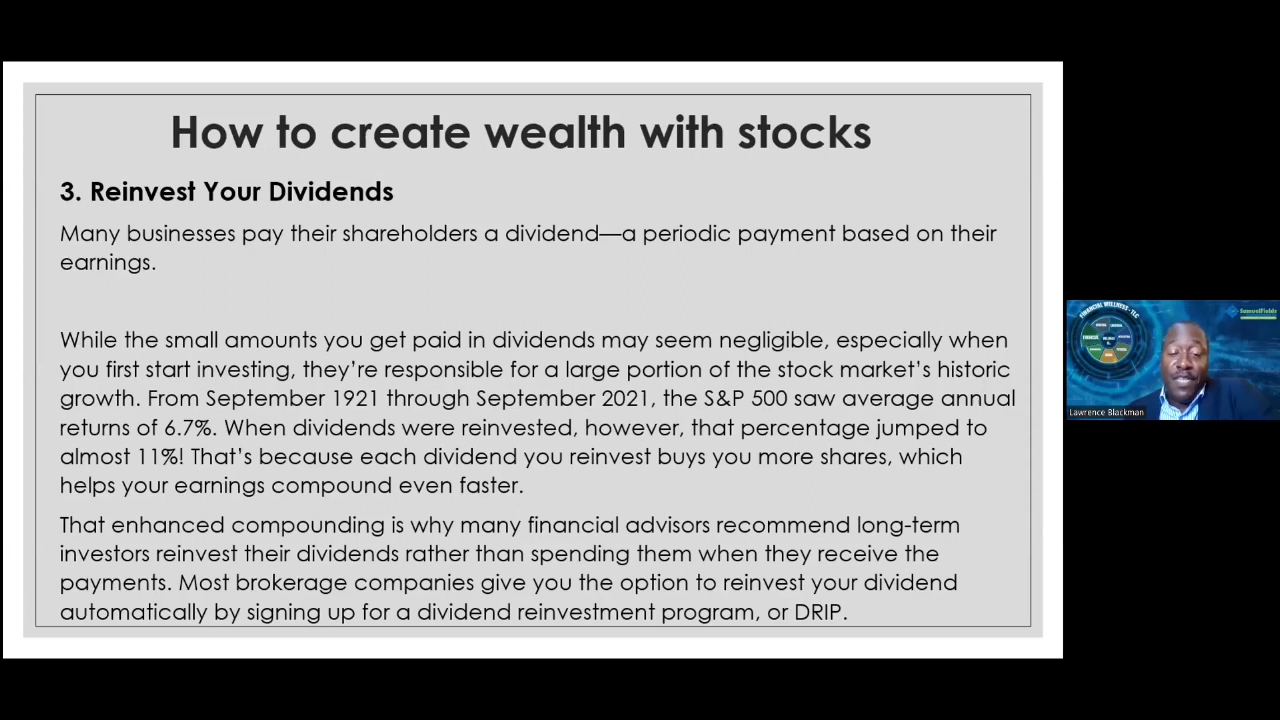 How to create wealth with stocks
3. Reinvest Your Dividends
Many businesses pay their shareholders a dividend—a periodic payment based on their
earnings.
While the small amounts you get paid in dividends may seem negligible, especially when
you first start investing, they’re responsible for a large portion of the stock market’s historic
growth. From September 1921 through September 2021, the S&P 500 saw average annual
returns of 6.7%. When dividends were reinvested, however, that percentage jumped to
almost 11%! That’s because each dividend you reinvest buys you more shares, which
helps your earnings compound even faster.
That enhanced compounding is why many financial advisors recommend long-term
investors reinvest their dividends rather than spending them when they receive the
payments. Most brokerage companies give you the option to reinvest your dividend
automatically by signing up for a dividend reinvestment program, or DRIP.
FINANCIAL WELLNESS - TLC
SamuelFields
Lawrence Blackman